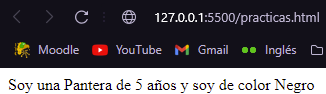 127.0.0.1:5500/practicas.html
Moodle YouTube Gmail Inglés
Soy una Pantera de 5 años y soy de color Negro